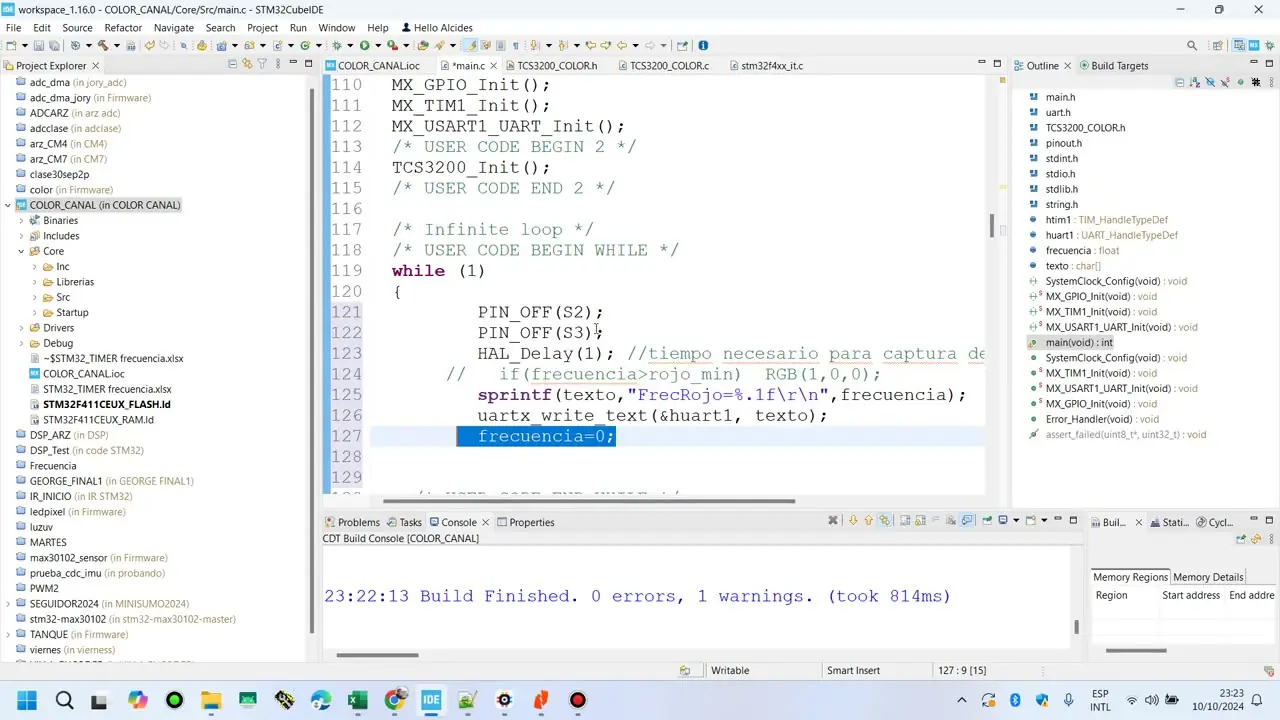 workspace_1.16.0 - COLOR_CANAL/Core/Src/main.c - STM32CubeIDE
File Edit Source Refactor Navigate Search Project Run Window Help Hello Alcides
Project Explorer
adc_dma (in jory_adc)
adc_dma_jory (in Firmware)
ADCARZ (in arz adc)
adcclase (in adclase)
arz_CM4 (in CM4)
arz_CM7 (in CM7)
clase30sep2p
color (in Firmware)
COLOR_CANAL (in COLOR CANAL)
Binaries
Includes
Core
Inc
Librerias
Src
Startup
Drivers
Debug
~$STM32_TIMER frecuencia.xlsx
COLOR_CANAL.ioc
STM32_TIMER frecuencia.xlsx
STM32F411CEUX_FLASH.ld
STM32F411CEUX_RAM.ld
DSP_ARZ (in DSP)
DSP_Test (in code STM32)
Frecuencia
GEORGE_FINAL1 (in GEORGE FINAL1)
IR_INICIO (in IR STM32)
ledpixel (in Firmware)
luzuv
MARTES
max30102_sensor (in Firmware)
prueba_cdc_imu (in probando)
PWM2
SEGUIDOR2024 (in MINISUMO2024)
stm32-max30102 (in stm32-max30102-master)
TANQUE (in Firmware)
viernes (in vierness)
COLOR_CANAL.ioc *main.c TCS3200_COLOR.h TCS3200_COLOR.c stm32f4xx_it.c
110 MX_GPIO_Init();
111 MX_TIM1_Init();
112 MX_USART1_UART_Init();
113 /* USER CODE BEGIN 2 */
114 TCS3200_Init();
115 /* USER CODE END 2 */
116
117 /* Infinite loop */
118 /* USER CODE BEGIN WHILE */
119 while (1)
120 {
121 PIN_OFF(S2);
122 PIN_OFF(S3);
123 HAL_Delay(1); //tiempo necesario para captura de
124 // if(frecuencia>rojo_min) RGB(1,0,0);
125 sprintf(texto,"FrecRojo=%.1f\r\n",frecuencia);
126 uartx_write_text(&huart1, texto);
127 frecuencia=0;
128
129
Outline Build Targets
main.h
uart.h
TCS3200_COLOR.h
pinout.h
stdint.h
stdio.h
stdlib.h
string.h
htim1 : TIM_HandleTypeDef
huart1 : UART_HandleTypeDef
frecuencia : float
texto : char[]
SystemClock_Config(void) : void
MX_GPIO_Init(void) : void
MX_TIM1_Init(void) : void
MX_USART1_UART_Init(void) : void
main(void) : int
SystemClock_Config(void) : void
MX_TIM1_Init(void) : void
MX_USART1_UART_Init(void) : void
MX_GPIO_Init(void) : void
Error_Handler(void) : void
assert_failed(uint8_t*, uint32_t) : void
Problems Tasks Console Properties
CDT Build Console [COLOR_CANAL]
23:22:13 Build Finished. 0 errors, 1 warnings. (took 814ms)
Buil... Stati... Cycl...
Memory Regions Memory Details
Region Start address End addre
Writable Smart Insert 127 : 9 [15]
IDE
ESP
INTL
23:23
10/10/2024